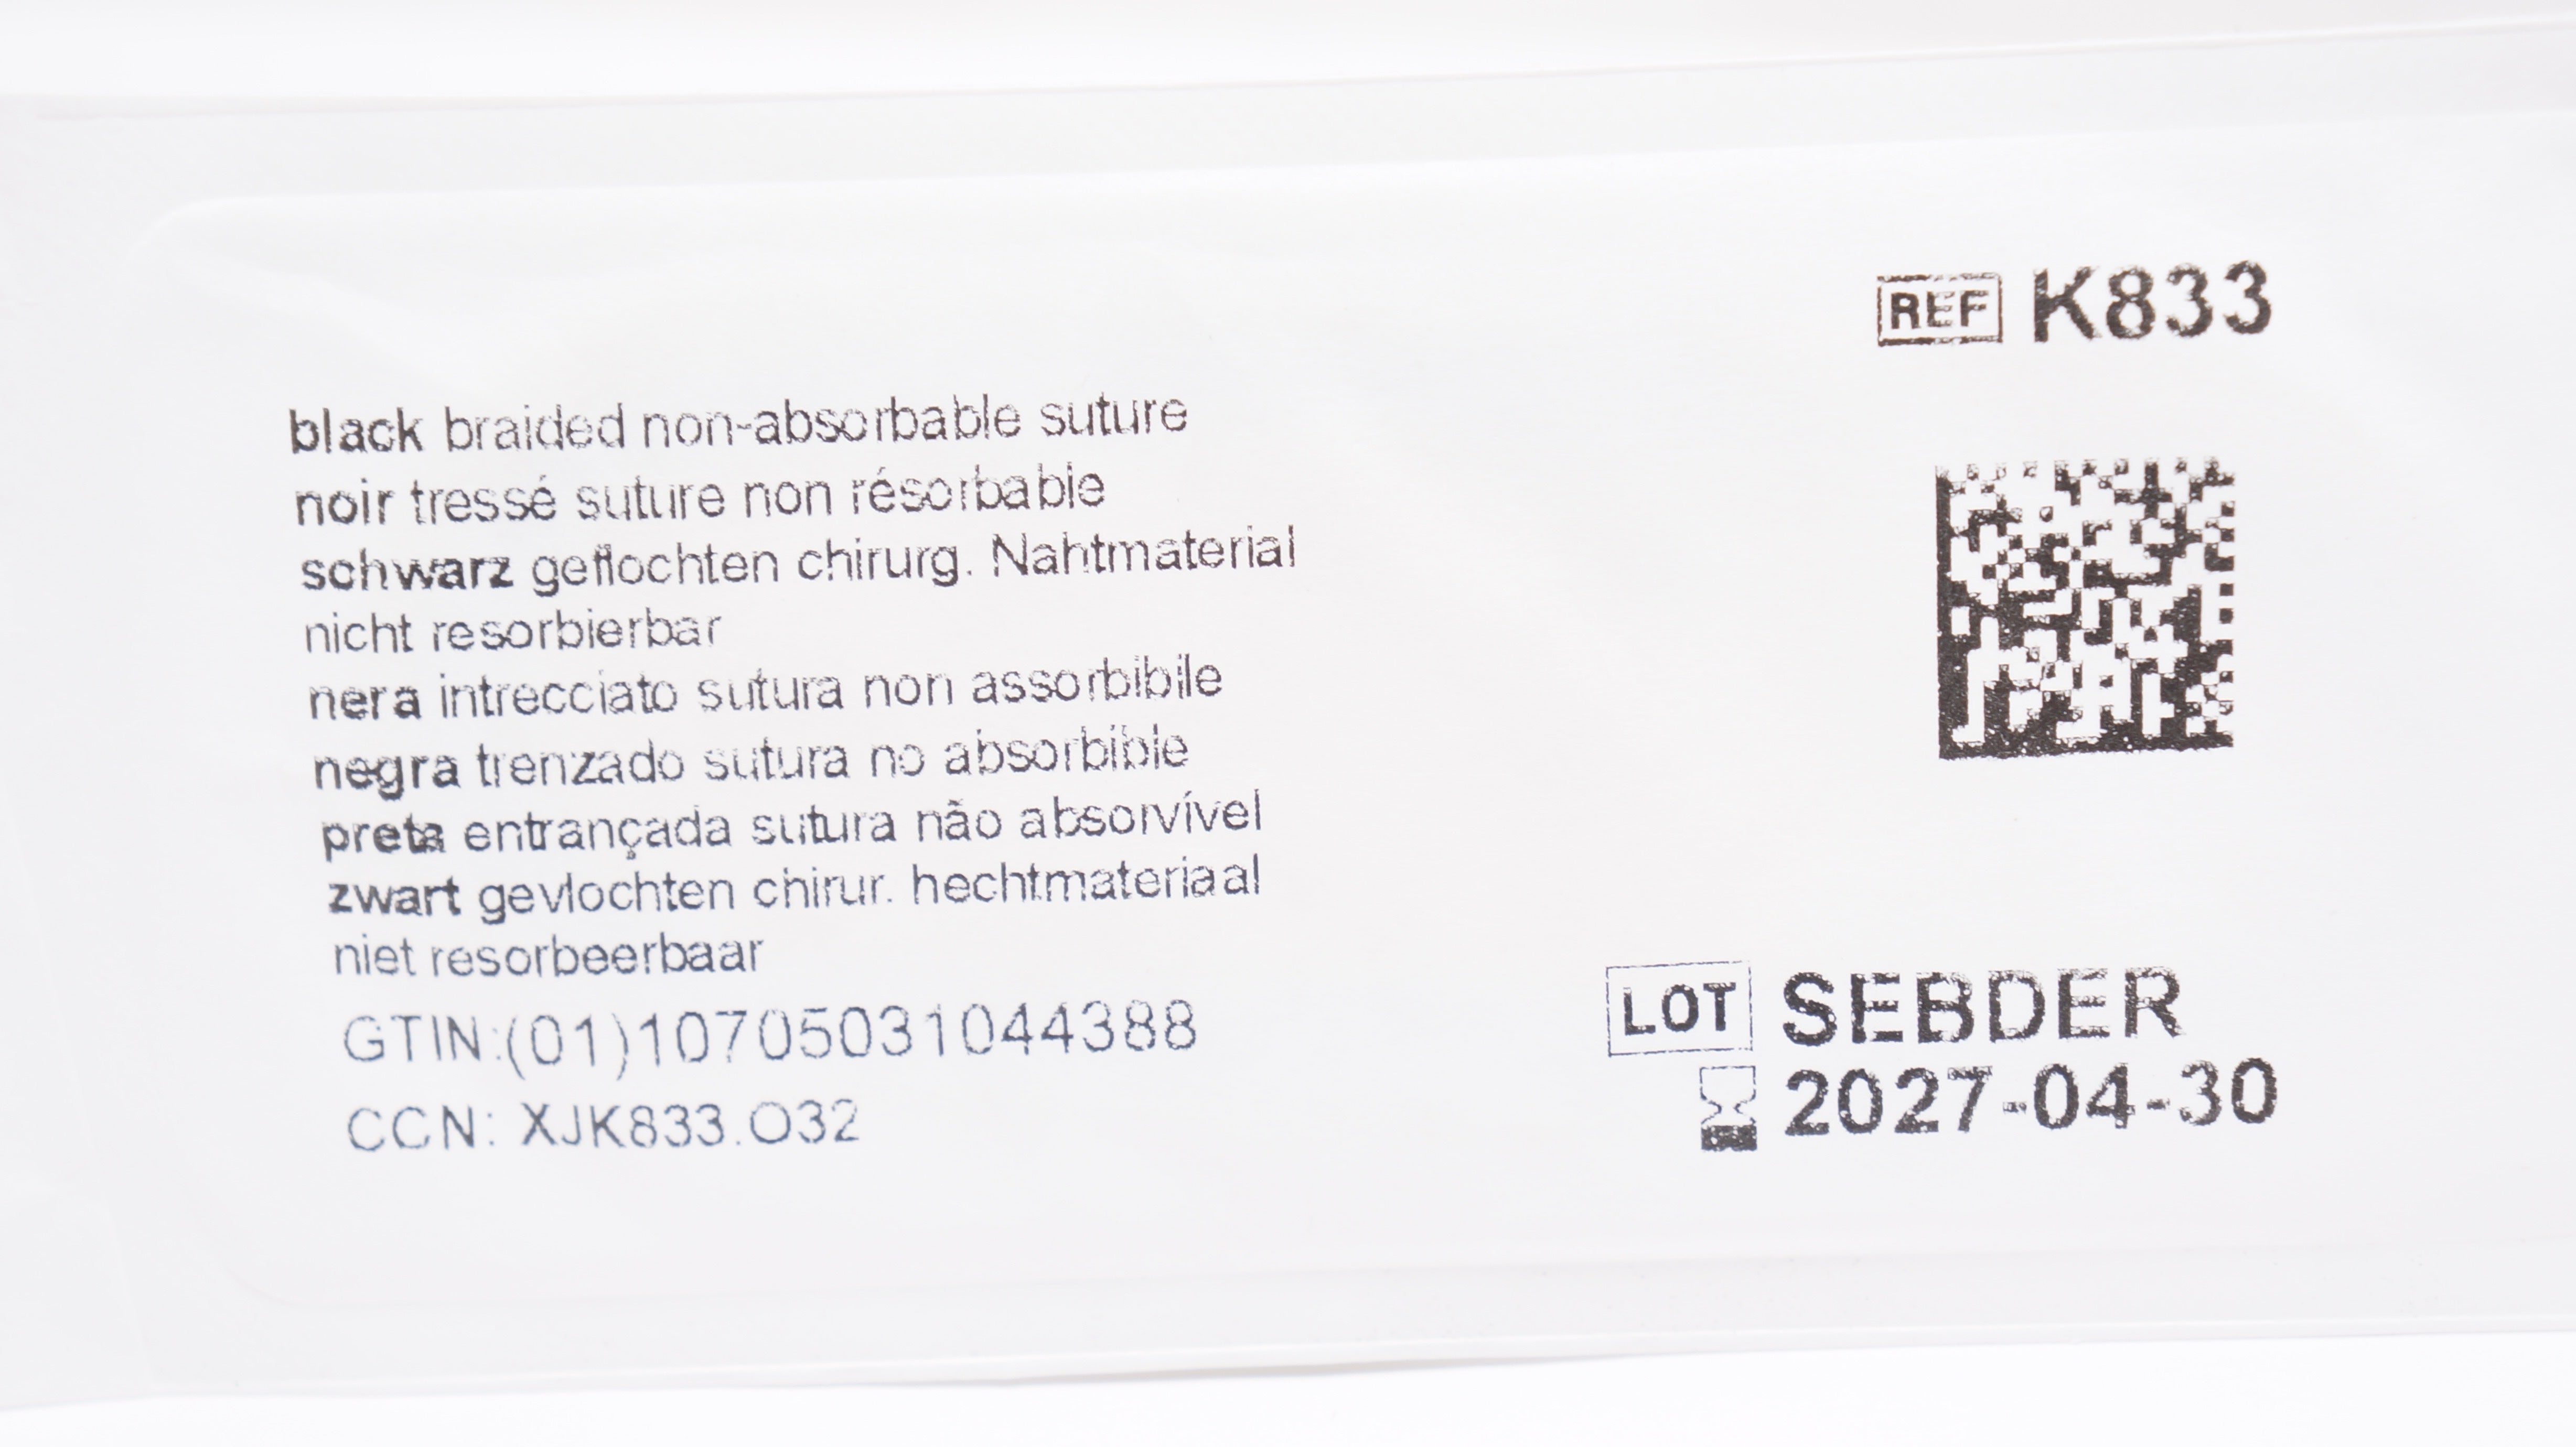 REF K833
black braided non-absorbable suture
noir tressé suture non résorbable
schwarz geflochten chirurg. Nahtmaterial
nicht resorbierbar
nera intrecciato sutura non assorbibile
negra trenzado sutura no absorbible
preta entrançada sutura não absorvível
zwart gevlochten chirur. hechtmateriaal
niet resorbeerbaar
GTIN:(01)10705031044388
CCN: XJK833.O32
LOT SEBDER
2027-04-30